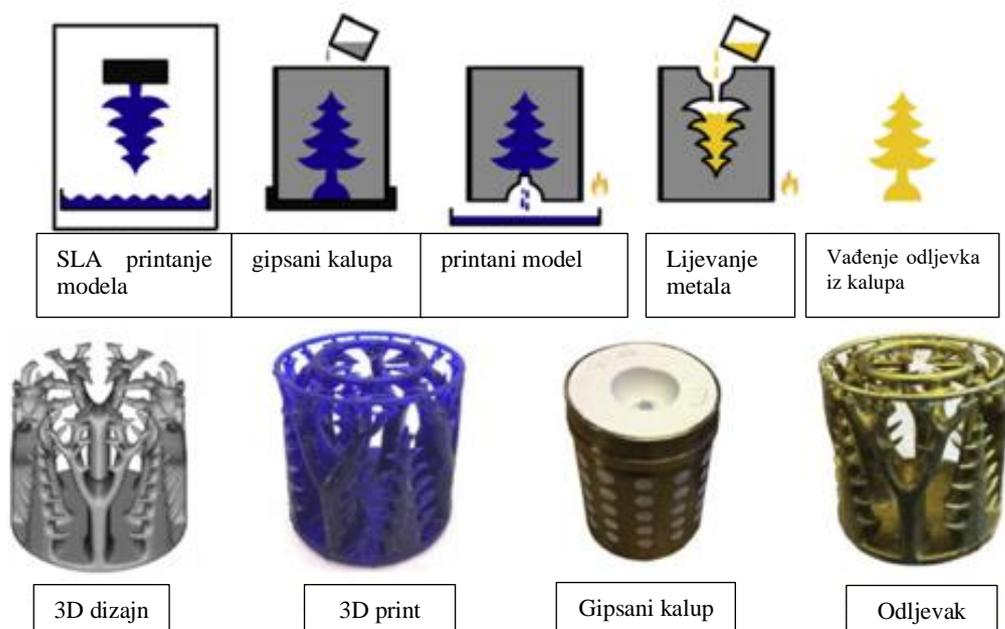 SLA printanje
modela
gipsani kalupa
printani model
Lijevanje
metala
Vađenje odljevka
iz kalupa
3D dizajn
3D print
Gipsani kalup
Odljevak